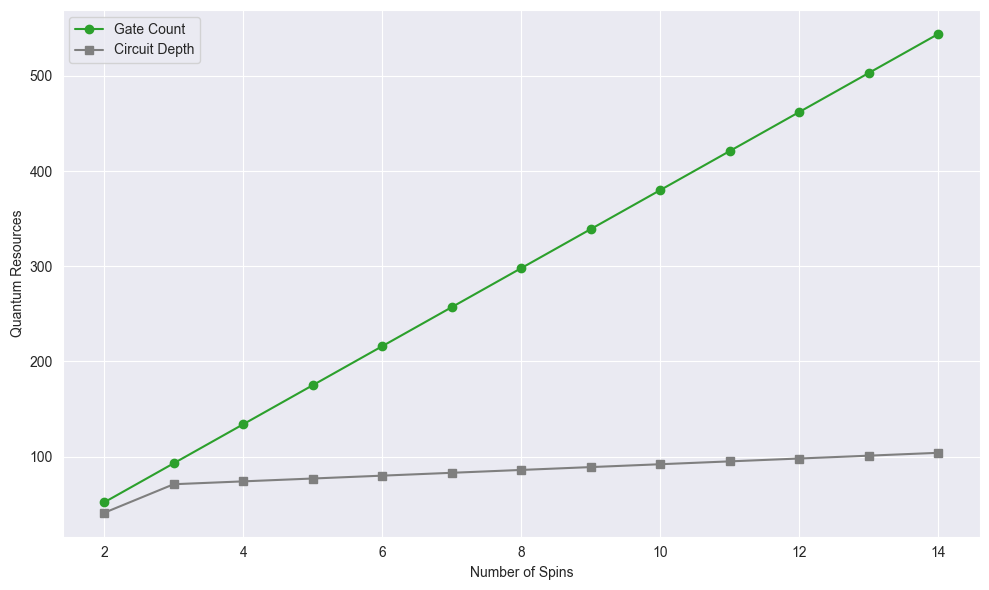 Gate Count
Circuit Depth
500
400
300
200
100
Quantum Resources
2 4 6 8 10 12 14
Number of Spins